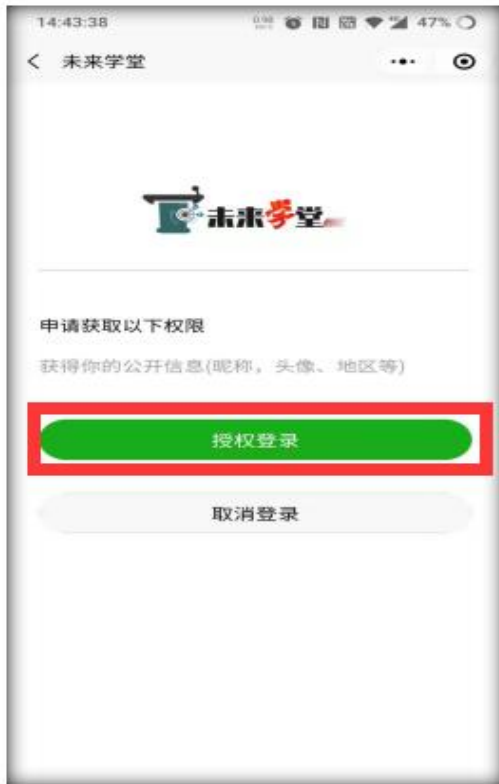 14:43:38
47%
未来学堂
未来学堂
申请获取以下权限
获得你的公开信息(昵称，头像、地区等)
授权登录
取消登录